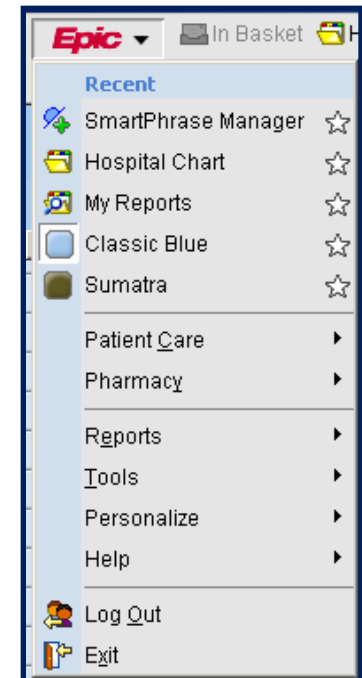 Epic In Basket H
Recent
SmartPhrase Manager
Hospital Chart
My Reports
Classic Blue
Sumatra
Patient Care
Pharmacy
Reports
Tools
Personalize
Help
Log Out
Exit